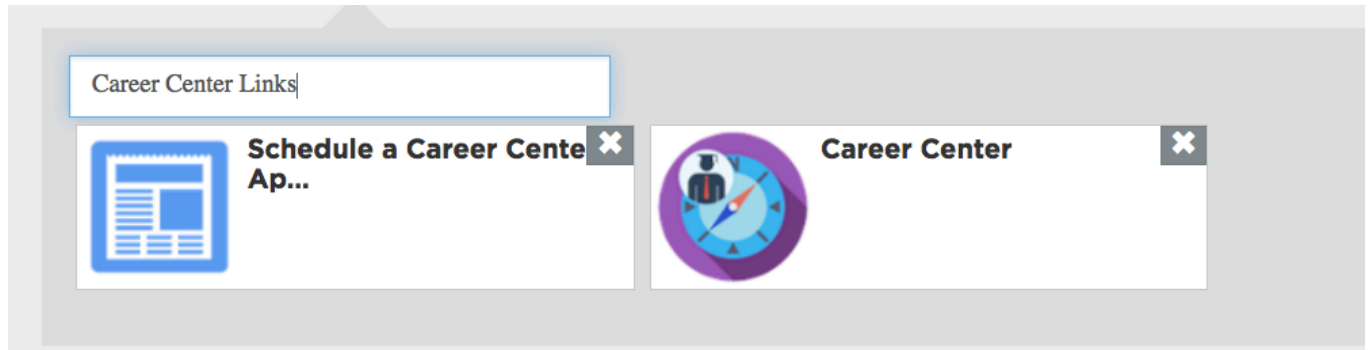 Career Center Links
Schedule a Career Cente
Ap...
Career Center
N